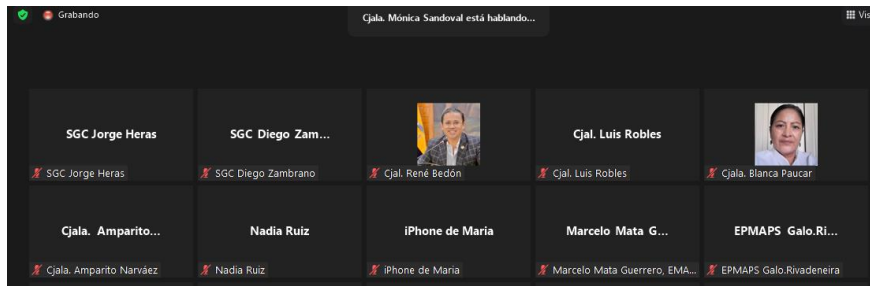 Grabando
Cjala. Mónica Sandoval está hablando...
Vis
SGC Jorge Heras
SGC Diego Zam...
Cjal. Luis Robles
SGC Jorge Heras
SGC Diego Zambrano
Cjal. René Bedón
Cjal. Luis Robles
Cjala. Blanca Paucar
Cjala. Amparito...
Nadia Ruiz
iPhone de Maria
Marcelo Mata G...
EPMAPS Galo.Ri...
Cjala. Amparito Narváez
Nadia Ruiz
iPhone de Maria
Marcelo Mata Guerrero, EMA...
EPMAPS Galo.Rivadeneira